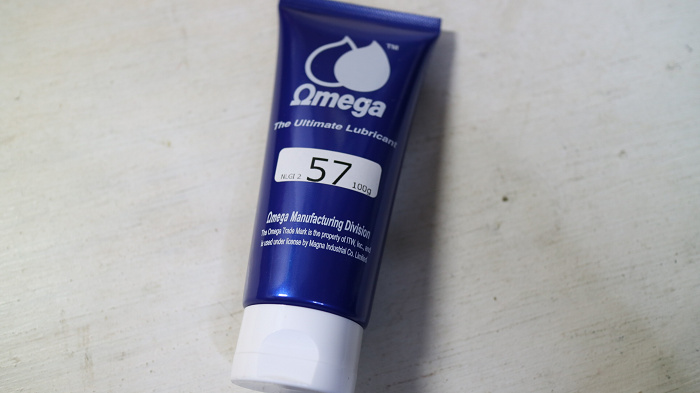 TM
Ωmega
The Ultimate Lubricant
NLGI 2 57 100g
Ωmega Manufacturing Division
The Omega Trade Mark is the property of ITW, Inc., and
is used under license by Magna Industrial Co. Limited.